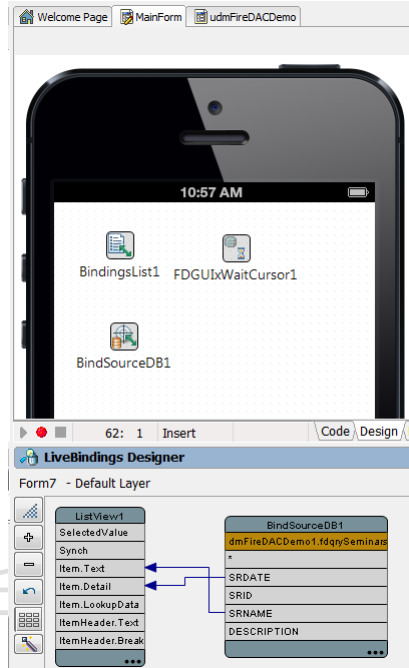 Welcome Page MainForm udmFireDACDemo
10:57 AM
BindingsList1 FDGUIxWaitCursor1
BindSourceDB1
62: 1 Insert Code Design
LiveBindings Designer
Form7 - Default Layer
ListView1
SelectedValue
Synch
Item.Text
Item.Detail
Item.LookupData
ItemHeader.Text
ItemHeader.Break
BindSourceDB1
dmFireDACDemo1.fdqrySeminars
*
SRDATE
SRID
SRNAME
DESCRIPTION